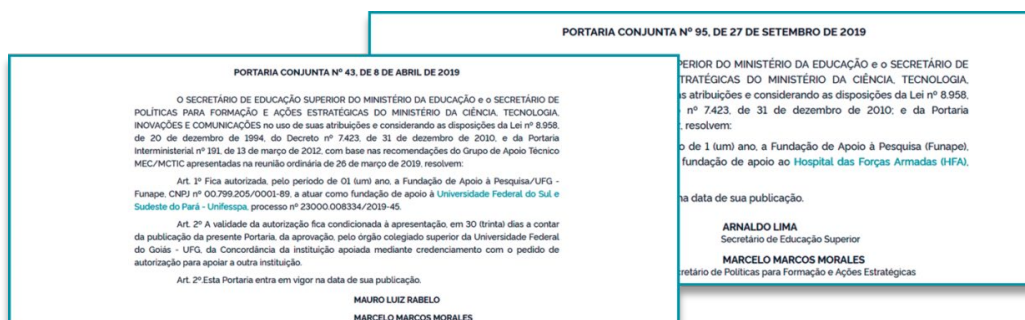 PORTARIA CONJUNTA Nº 43, DE 8 DE ABRIL DE 2019
O SECRETÁRIO DE EDUCAÇÃO SUPERIOR DO MINISTÉRIO DA EDUCAÇÃO e o SECRETÁRIO DE
POLÍTICAS PARA FORMAÇÃO E AÇÕES ESTRATÉGICAS DO MINISTÉRIO DA CIÊNCIA, TECNOLOGIA,
INOVAÇÕES E COMUNICAÇÕES no uso de suas atribuições e considerando as disposições da Lei nº 8.958,
de 20 de dezembro de 1994, do Decreto nº 7.423, de 31 de dezembro de 2010, e da Portaria
Interministerial nº 191, de 13 de março de 2012, com base nas recomendações do Grupo de Apoio Técnico
MEC/MCTIC apresentadas na reunião ordinária de 26 de março de 2019, resolvem:
Art. 1º Fica autorizada, pelo período de 01 (um) ano, a Fundação de Apoio à Pesquisa/UFG -
Funape, CNPJ nº 00.799.205/0001-89, a atuar como fundação de apoio à Universidade Federal do Sul e
Sudeste do Pará - Unifesspa, processo nº 23000.008334/2019-45.
Art. 2º A validade da autorização fica condicionada à apresentação, em 30 (trinta) dias a contar
da publicação da presente Portaria, da aprovação, pelo órgão colegiado superior da Universidade Federal
do Goiás - UFG, da Concordância da instituição apoiada mediante credenciamento com o pedido de
autorização para apoiar a outra instituição.
Art. 2º.Esta Portaria entra em vigor na data de sua publicação.
MAURO LUIZ RABELO
MARCELO MARCOS MORALES
PORTARIA CONJUNTA Nº 95, DE 27 DE SETEMBRO DE 2019
PERIOR DO MINISTÉRIO DA EDUCAÇÃO e o SECRETÁRIO DE
TRATÉGICAS DO MINISTÉRIO DA CIÊNCIA, TECNOLOGIA,
s atribuições e considerando as disposições da Lei nº 8.958,
nº 7.423, de 31 de dezembro de 2010; e da Portaria
resolvem:
o de 1 (um) ano, a Fundação de Apoio à Pesquisa (Funape),
fundação de apoio ao Hospital das Forças Armadas (HFA),
na data de sua publicação.
ARNALDO LIMA
Secretário de Educação Superior
MARCELO MARCOS MORALES
retário de Políticas para Formação e Ações Estratégicas